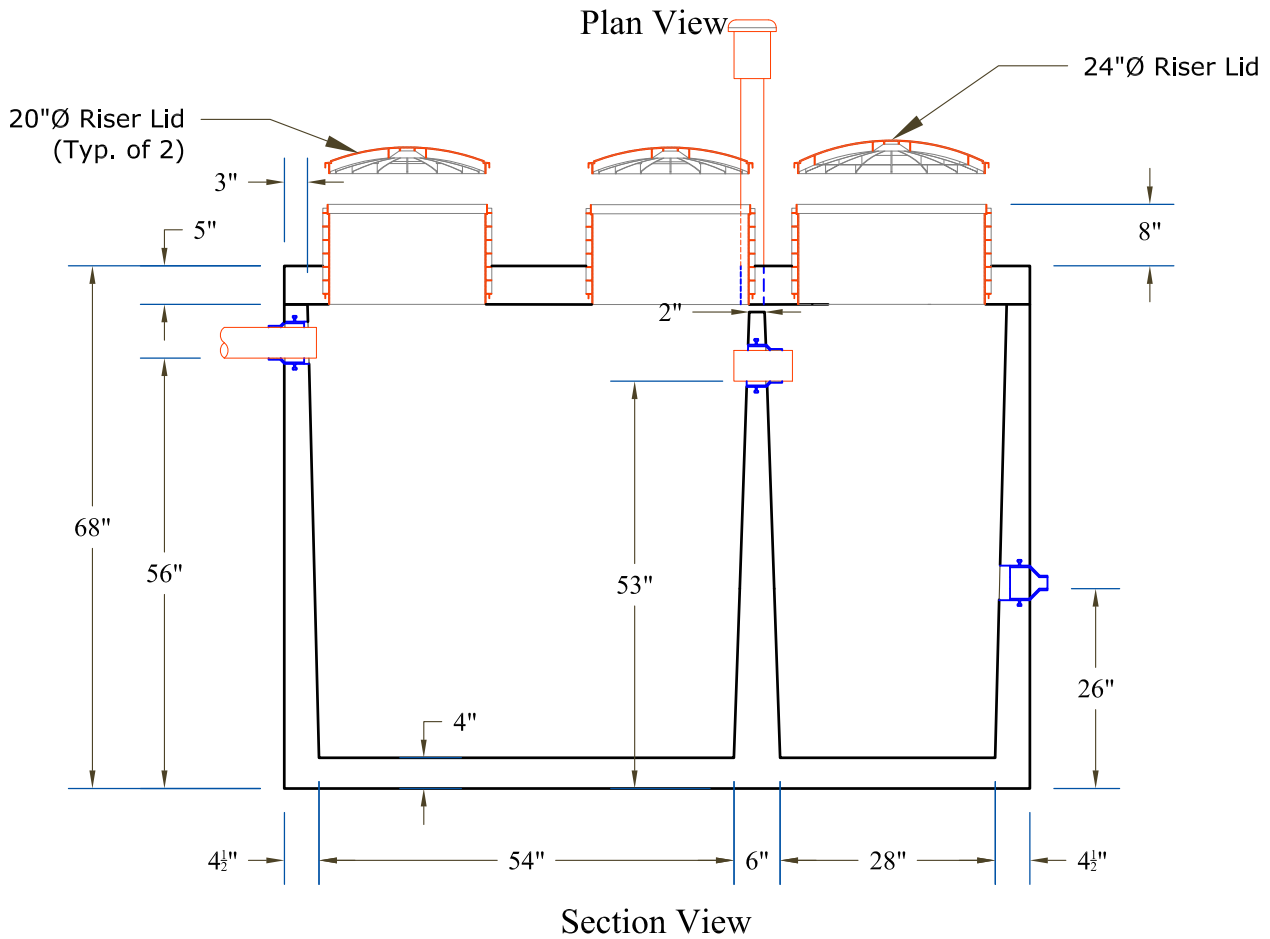 Plan View
24"Ø Riser Lid
20"Ø Riser Lid
(Typ. of 2)
3"
5"
8"
2"
68"
56"
53"
26"
4"
4½"
54"
6"
28"
4½"
Section View